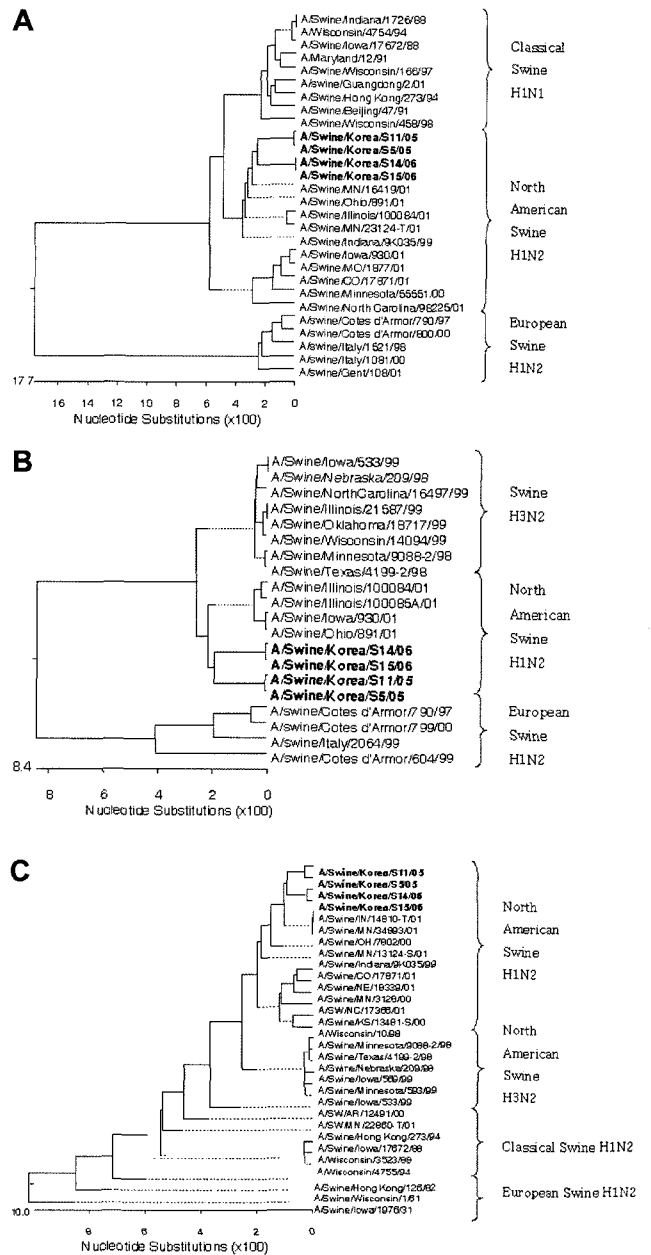 A
A/Swine/Indiana/1726/88
A/Wisconsin/4754/94
A/Swine/Iowa/17672/88
A/Maryland/12/91
A/Swine/Wisconsin/166/97
A/swine/Guangdong/2/01
A/Swine/Hong Kong/273/94
A/Swine/Beijing/47/91
A/Swine/Wisconsin/458/98
Classical
Swine
H1N1
A/Swine/Korea/S11/05
A/Swine/Korea/S5/05
A/Swine/Korea/S14/06
A/Swine/Korea/S15/06
A/Swine/MN/16419/01
A/Swine/Ohio/891/01
A/Swine/Illinois/100084/01
A/Swine/MN/23124-T/01
A/Swine/Indiana/9K035/99
A/Swine/Iowa/930/01
A/Swine/MO/1877/01
A/Swine/CO/17871/01
A/Swine/Minnesota/55551/00
A/Swine/North Carolina/98225/01
North
American
Swine
H1N2
A/swine/Cotes d'Armor/790/97
A/swine/Cotes d'Armor/800/00
A/swine/Italy/1521/98
A/swine/Italy/1081/00
A/swine/Gent/108/01
European
Swine
H1N2
17.7
16 14 12 10 8 6 4 2 0
Nucleotide Substitutions (x100)
B
A/Swine/Iowa/533/99
A/Swine/Nebraska/209/98
A/Swine/NorthCarolina/16497/99
A/Swine/Illinois/21587/99
A/Swine/Oklahoma/18717/99
A/Swine/Wisconsin/14094/99
A/Swine/Minnesota/9088-2/98
A/Swine/Texas/4199-2/98
Swine
H3N2
A/Swine/Illinois/100084/01
A/Swine/Illinois/100085A/01
A/Swine/Iowa/930/01
A/Swine/Ohio/891/01
A/Swine/Korea/S14/06
A/Swine/Korea/S15/06
A/Swine/Korea/S11/05
A/Swine/Korea/S5/05
North
American
Swine
H1N2
A/swine/Cotes d'Armor/790/97
A/swine/Cotes d'Armor/799/00
A/swine/Italy/2064/99
A/swine/Cotes d'Armor/604/99
European
Swine
H1N2
8.4
8 6 4 2 0
Nucleotide Substitutions (x100)
C
A/Swine/Korea/S11/05
A/Swine/Korea/S5/05
A/Swine/Korea/S14/06
A/Swine/Korea/S15/06
A/Swine/IN/14810-T/01
A/Swine/MN/34893/01
A/Swine/OH/7802/00
A/Swine/MN/13124-S/01
A/Swine/Indiana/9K035/99
A/Swine/CO/17871/01
A/Swine/NE/18339/01
A/Swine/MN/3128/00
A/SW/NC/17366/01
A/Swine/KS/13481-S/00
A/Wisconsin/10/98
North
American
Swine
H1N2
A/Swine/Minnesota/9088-2/98
A/Swine/Texas/4199-2/98
A/Swine/Nebraska/209/98
A/Swine/Iowa/569/99
A/Swine/Minnesota/593/99
A/Swine/Iowa/533/99
North
American
Swine
H3N2
A/SW/AR/12491/00
A/SW/MN/22860-T/01
A/Swine/Hong Kong/273/94
A/Swine/Iowa/17672/88
A/Wisconsin/3523/88
A/Wisconsin/4755/94
Classical Swine H1N2
A/Swine/Hong Kong/126/82
A/Swine/Wisconsin/1/61
A/Swine/Iowa/1976/31
European Swine H1N2
10.0
8 6 4 2 0
Nucleotide Substitutions (x100)